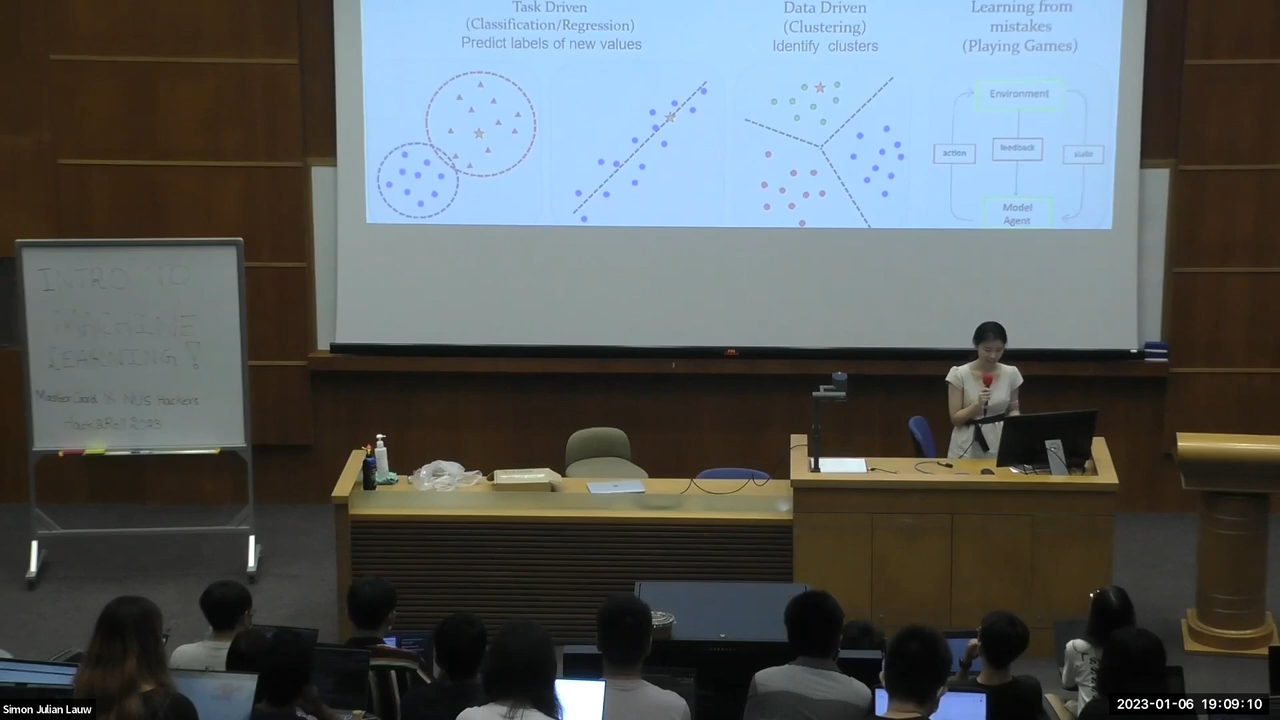 Task Driven
(Classification/Regression)
Predict labels of new values
Data Driven
(Clustering)
Identify clusters
Learning from
mistakes
(Playing Games)
Environment
action
feedback
state
Model
Agent
INTRO TO
MACHINE
LEARNING!
MasterCard X NUS Hackers
Hack&Roll 2023
Simon Julian Lauw
2023-01-06 19:09:10